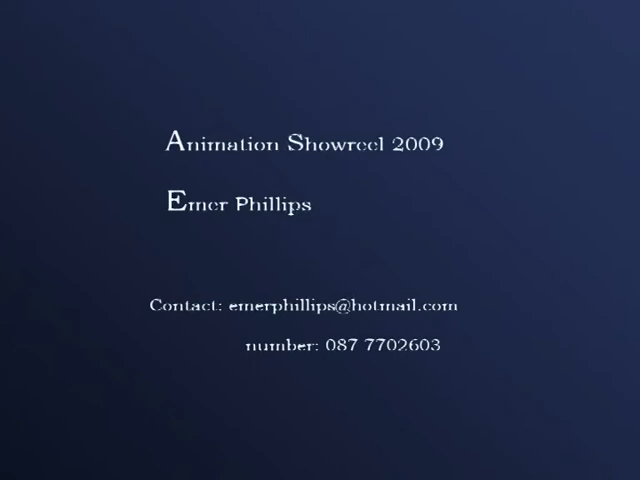 Animation Showreel 2009
Emer Phillips
Contact: emerphillips@hotmail.com
number: 087 7702603